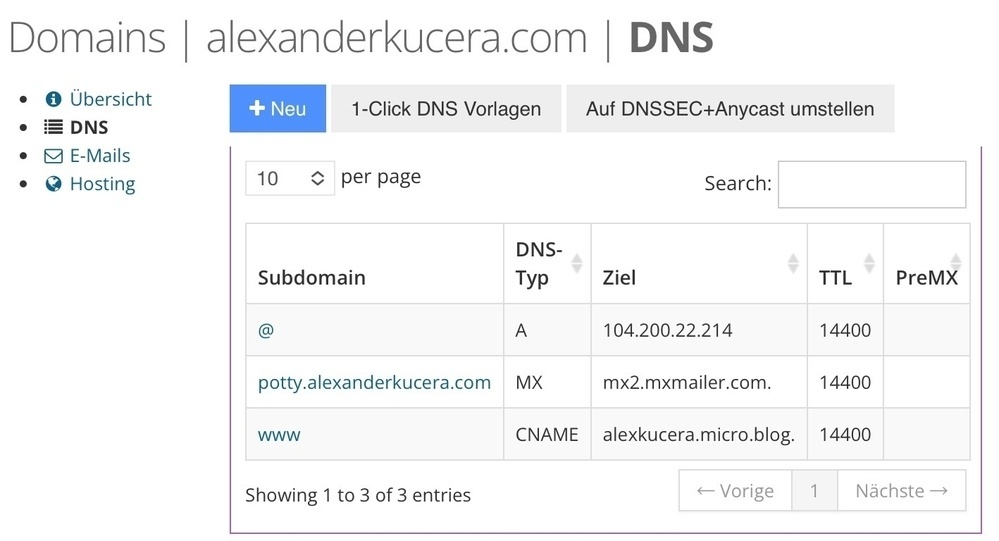 Domains | alexanderkucera.com | DNS
Übersicht
DNS
E-Mails
Hosting
+ Neu
1-Click DNS Vorlagen
Auf DNSSEC+Anycast umstellen
10 per page
Search:
Subdomain DNS-Typ Ziel TTL PreMX
@ A 104.200.22.214 14400
potty.alexanderkucera.com MX mx2.mxmailer.com. 14400
www CNAME alexkucera.micro.blog. 14400
Showing 1 to 3 of 3 entries
← Vorige 1 Nächste →